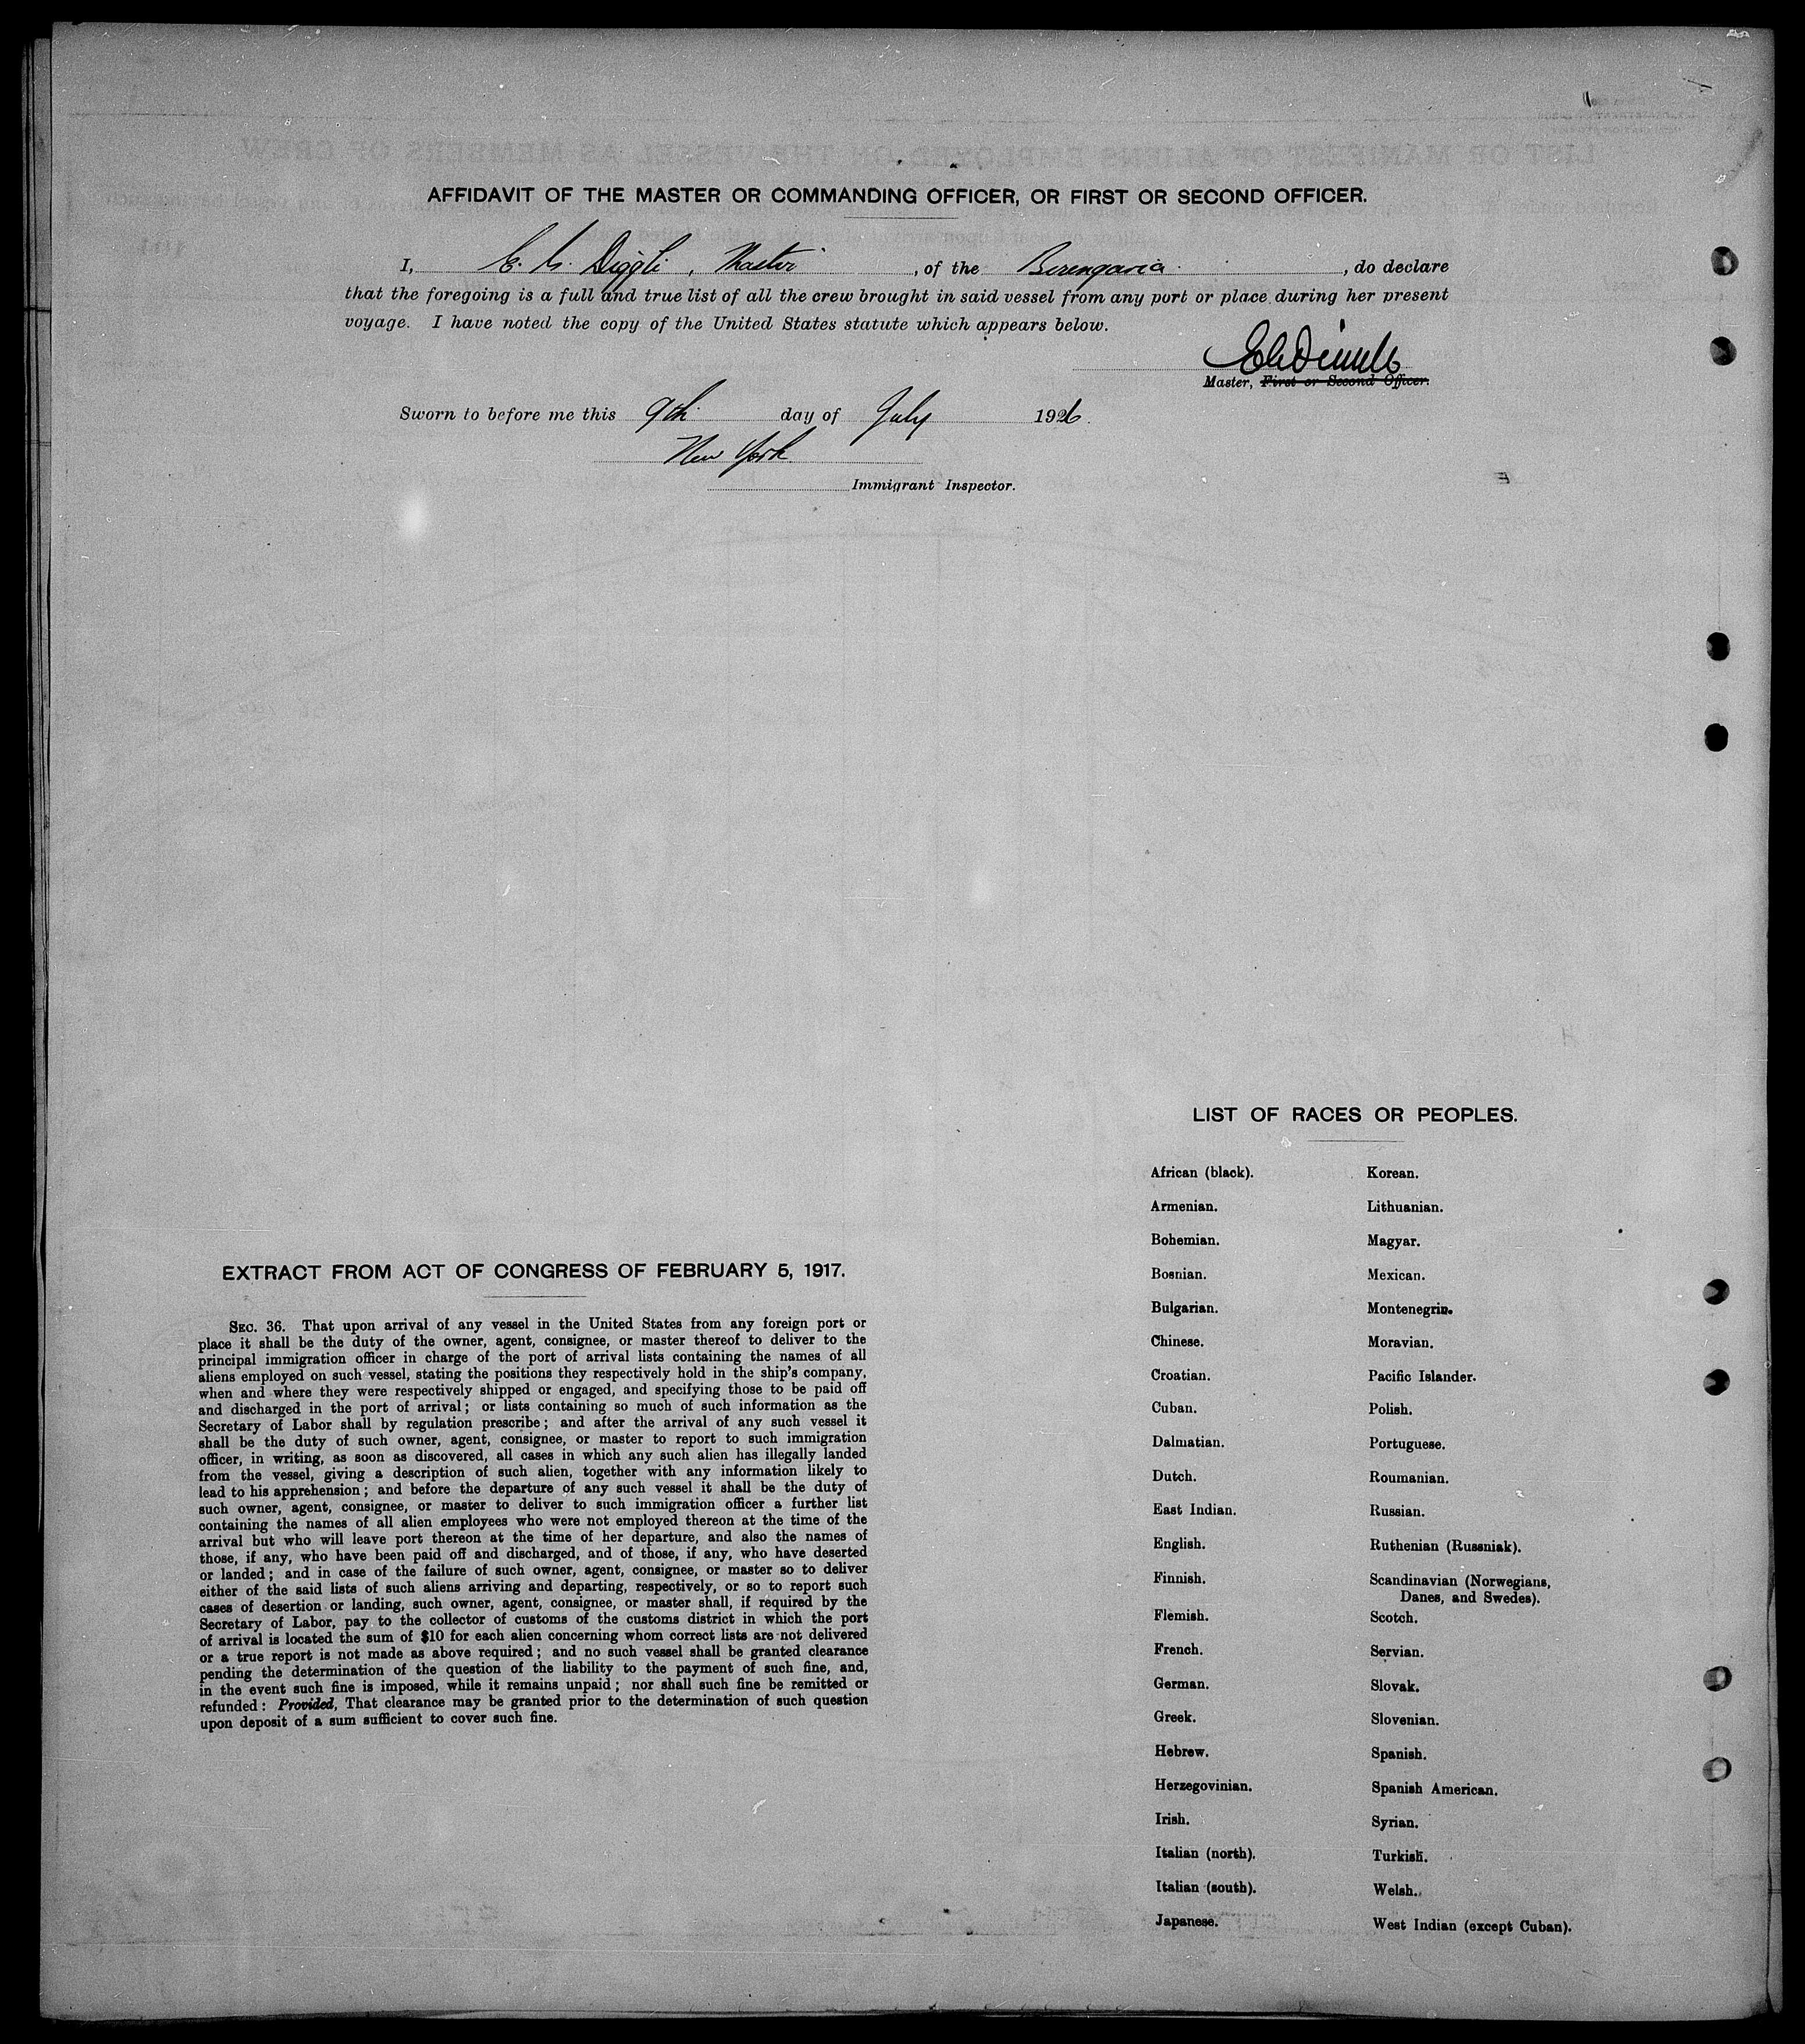 AFFIDAVIT OF THE MASTER OR COMMANDING OFFICER, OR FIRST OR SECOND OFFICER.
I, E. G. Diggle, Master, of the Berengaria, do declare
that the foregoing is a full and true list of all the crew brought in said vessel from any port or place during her present
voyage. I have noted the copy of the United States statute which appears below.
Master, First or Second Officer.
Sworn to before me this 9th day of July 1926.
New York
Immigrant Inspector.
LIST OF RACES OR PEOPLES.
African (black).
Armenian.
Bohemian.
Bosnian.
Bulgarian.
Chinese.
Croatian.
Cuban.
Dalmatian.
Dutch.
East Indian.
English.
Finnish.
Flemish.
French.
German.
Greek.
Hebrew.
Herzegovinian.
Irish.
Italian (north).
Italian (south).
Japanese.
Korean.
Lithuanian.
Magyar.
Mexican.
Montenegrin.
Moravian.
Pacific Islander.
Polish.
Portuguese.
Roumanian.
Russian.
Ruthenian (Russniak).
Scandinavian (Norwegians,
Danes, and Swedes).
Scotch.
Servian.
Slovak.
Slovenian.
Spanish.
Spanish American.
Syrian.
Turkish.
Welsh.
West Indian (except Cuban).
EXTRACT FROM ACT OF CONGRESS OF FEBRUARY 5, 1917.
SEC. 36. That upon arrival of any vessel in the United States from any foreign port or
place it shall be the duty of the owner, agent, consignee, or master thereof to deliver to the
principal immigration officer in charge of the port of arrival lists containing the names of all
aliens employed on such vessel, stating the positions they respectively hold in the ship's company,
when and where they were respectively shipped or engaged, and specifying those to be paid off
and discharged in the port of arrival; or lists containing so much of such information as the
Secretary of Labor shall by regulation prescribe; and after the arrival of any such vessel it
shall be the duty of such owner, agent, consignee, or master to report to such immigration
officer, in writing, as soon as discovered, all cases in which any such alien has illegally landed
from the vessel, giving a description of such alien, together with any information likely to
lead to his apprehension; and before the departure of any such vessel it shall be the duty of
such owner, agent, consignee, or master to deliver to such immigration officer a further list
containing the names of all alien employees who were not employed thereon at the time of the
arrival but who will leave port thereon at the time of her departure, and also the names of
those, if any, who have been paid off and discharged, and of those, if any, who have deserted
or landed; and in case of the failure of such owner, agent, consignee, or master so to deliver
either of the said lists of such aliens arriving and departing, respectively, or so to report such
cases of desertion or landing, such owner, agent, consignee, or master shall, if required by the
Secretary of Labor, pay to the collector of customs of the customs district in which the port
of arrival is located the sum of $10 for each alien concerning whom correct lists are not delivered
or a true report is not made as above required; and no such vessel shall be granted clearance
pending the determination of the question of the liability to the payment of such fine, and,
in the event such fine is imposed, while it remains unpaid; nor shall such fine be remitted or
refunded: Provided, That clearance may be granted prior to the determination of such question
upon deposit of a sum sufficient to cover such fine.